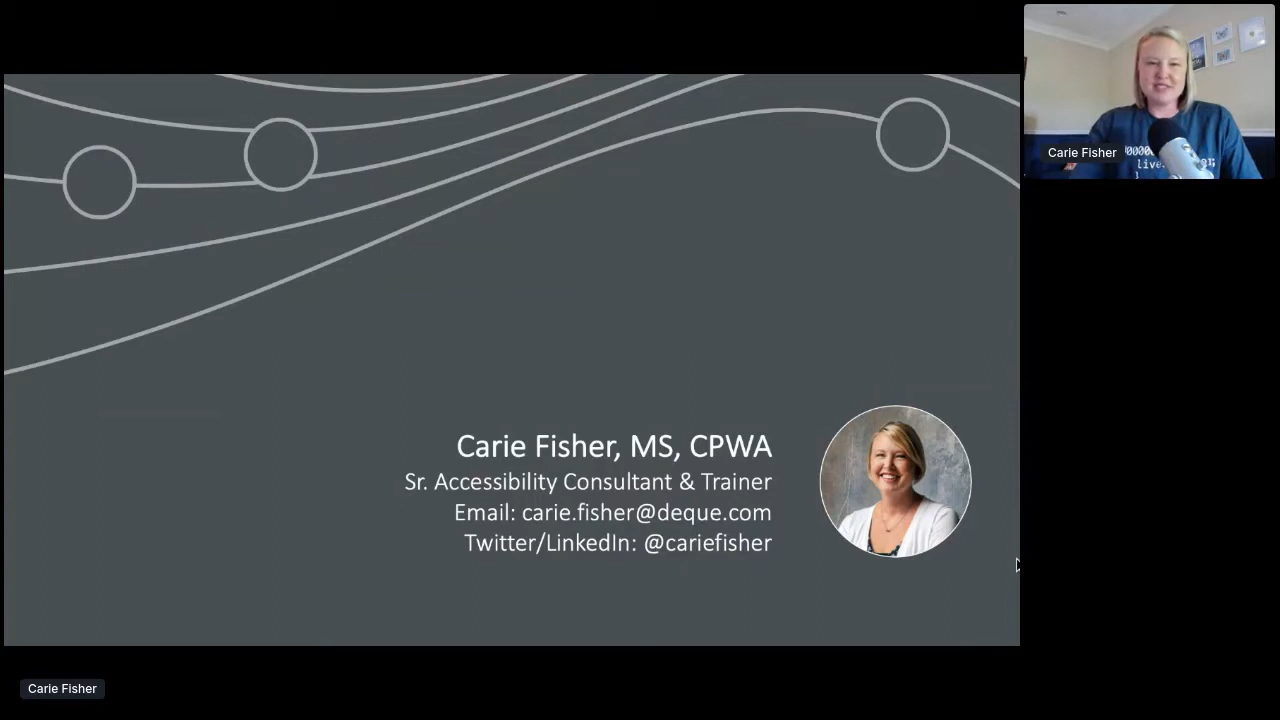 Carie Fisher
Carie Fisher, MS, CPWA
Sr. Accessibility Consultant & Trainer
Email: carie.fisher@deque.com
Twitter/LinkedIn: @cariefisher
Carie Fisher